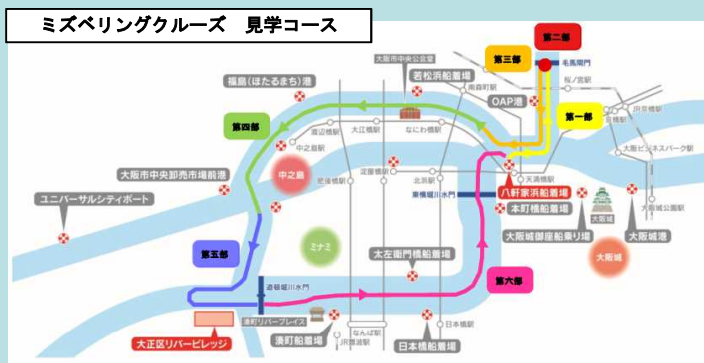 ミズベリングクルーズ 見学コース
第二部
第三部
毛馬閘門
大阪市中央公会堂
若松浜船着場
南森町駅
桜ノ宮駅
福島（ほたるまち）港
OAP港
第一部
JR京橋駅
京橋駅
第四部
渡辺橋駅
大江橋駅
なにわ橋駅
大阪ビジネスパーク駅
中之島駅
大阪市中央卸売市場前港
中之島
淀屋橋駅
天満橋駅
肥後橋駅
北浜駅
八軒家浜船着場
ユニバーサルシティポート
東横堀川水門
本町橋船着場
大阪城
大阪城公園駅
大阪城御座船乗り場
大阪城港
ミナミ
大阪城
第五部
太左衛門橋船着場
道頓堀川水門
第六部
湊町リバープレイス
大正区リバービレッジ
湊町船着場
なんば駅
JR難波駅
日本橋船着場
日本橋駅